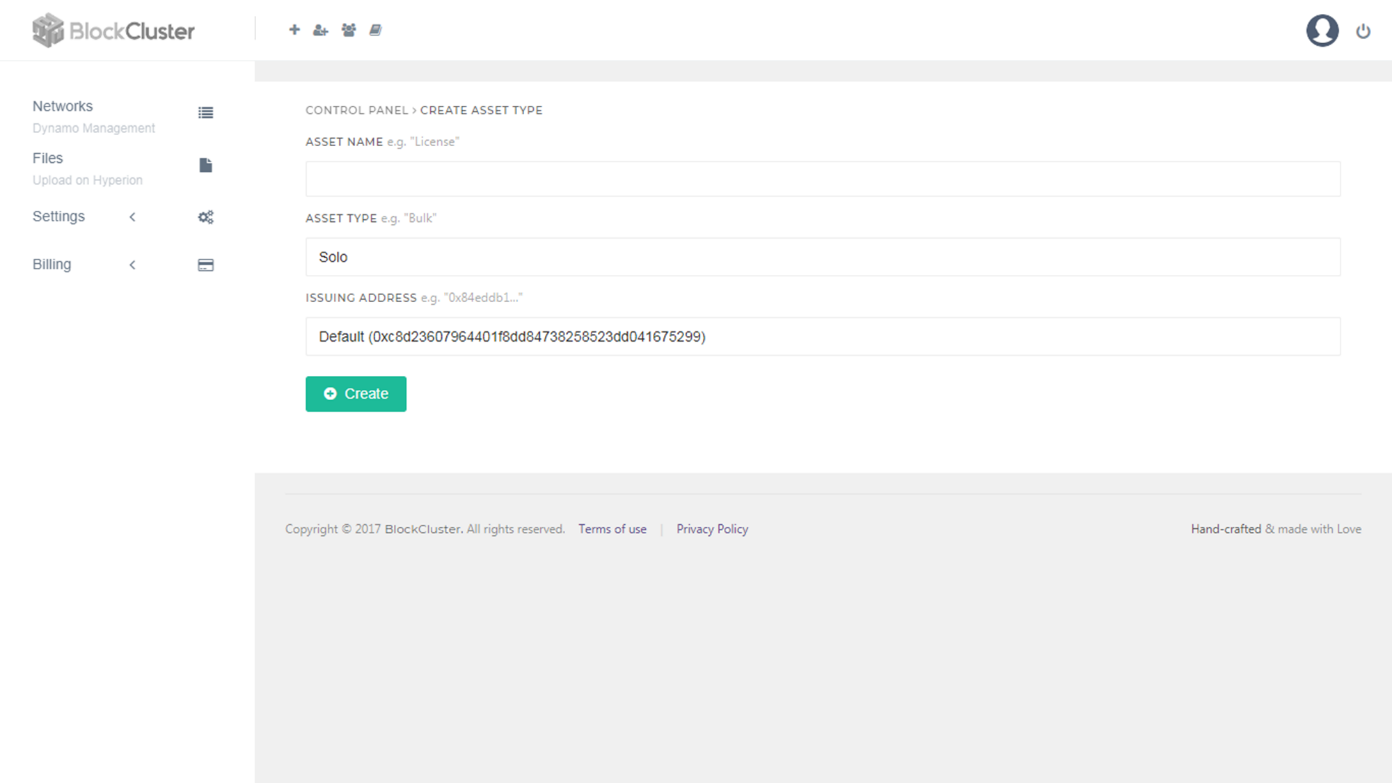 BlockCluster
Networks
Dynamo Management
Files
Upload on Hyperion
Settings
Billing
CONTROL PANEL > CREATE ASSET TYPE
ASSET NAME e.g. "License"
ASSET TYPE e.g. "Bulk"
Solo
ISSUING ADDRESS e.g. "0x84eddb1..."
Default (0xc8d23607964401f8dd84738258523dd041675299)
Create
Copyright © 2017 BlockCluster. All rights reserved. Terms of use | Privacy Policy
Hand-crafted & made with Love